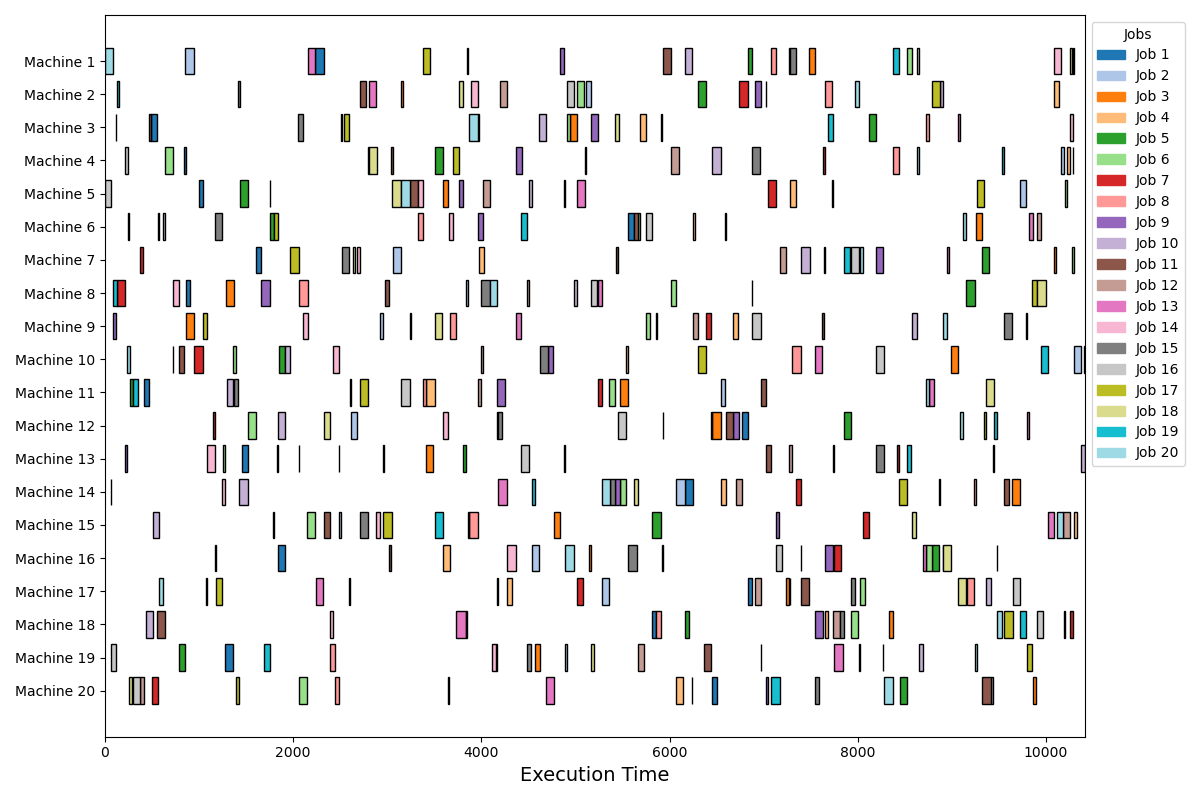 Machine 1
Machine 2
Machine 3
Machine 4
Machine 5
Machine 6
Machine 7
Machine 8
Machine 9
Machine 10
Machine 11
Machine 12
Machine 13
Machine 14
Machine 15
Machine 16
Machine 17
Machine 18
Machine 19
Machine 20
0 2000 4000 6000 8000 10000
Execution Time
Jobs
Job 1
Job 2
Job 3
Job 4
Job 5
Job 6
Job 7
Job 8
Job 9
Job 10
Job 11
Job 12
Job 13
Job 14
Job 15
Job 16
Job 17
Job 18
Job 19
Job 20